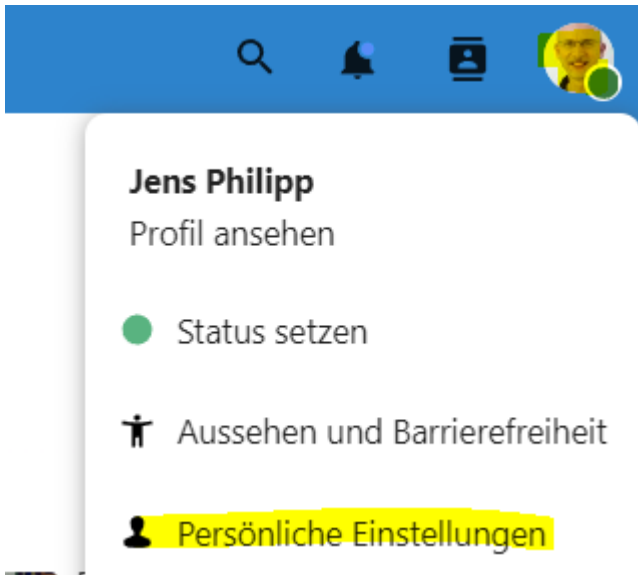 Jens Philipp
Profil ansehen
Status setzen
Aussehen und Barrierefreiheit
Persönliche Einstellungen